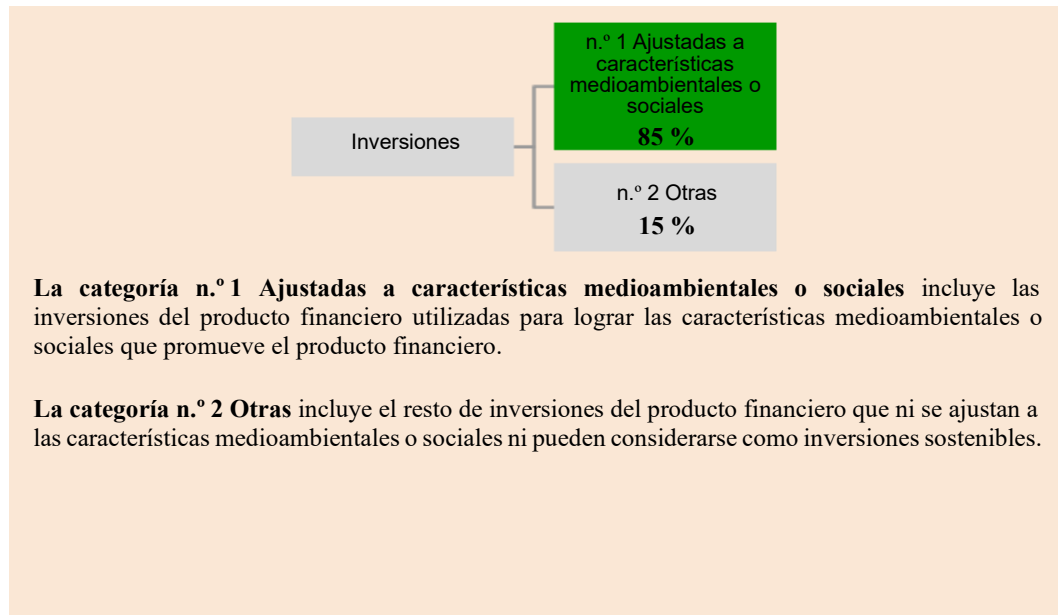 n.º 1 Ajustadas a
características
medioambientales o
sociales
85 %
Inversiones
n.º 2 Otras
15 %
La categoría n.º 1 Ajustadas a características medioambientales o sociales incluye las
inversiones del producto financiero utilizadas para lograr las características medioambientales o
sociales que promueve el producto financiero.
La categoría n.º 2 Otras incluye el resto de inversiones del producto financiero que ni se ajustan a
las características medioambientales o sociales ni pueden considerarse como inversiones sostenibles.